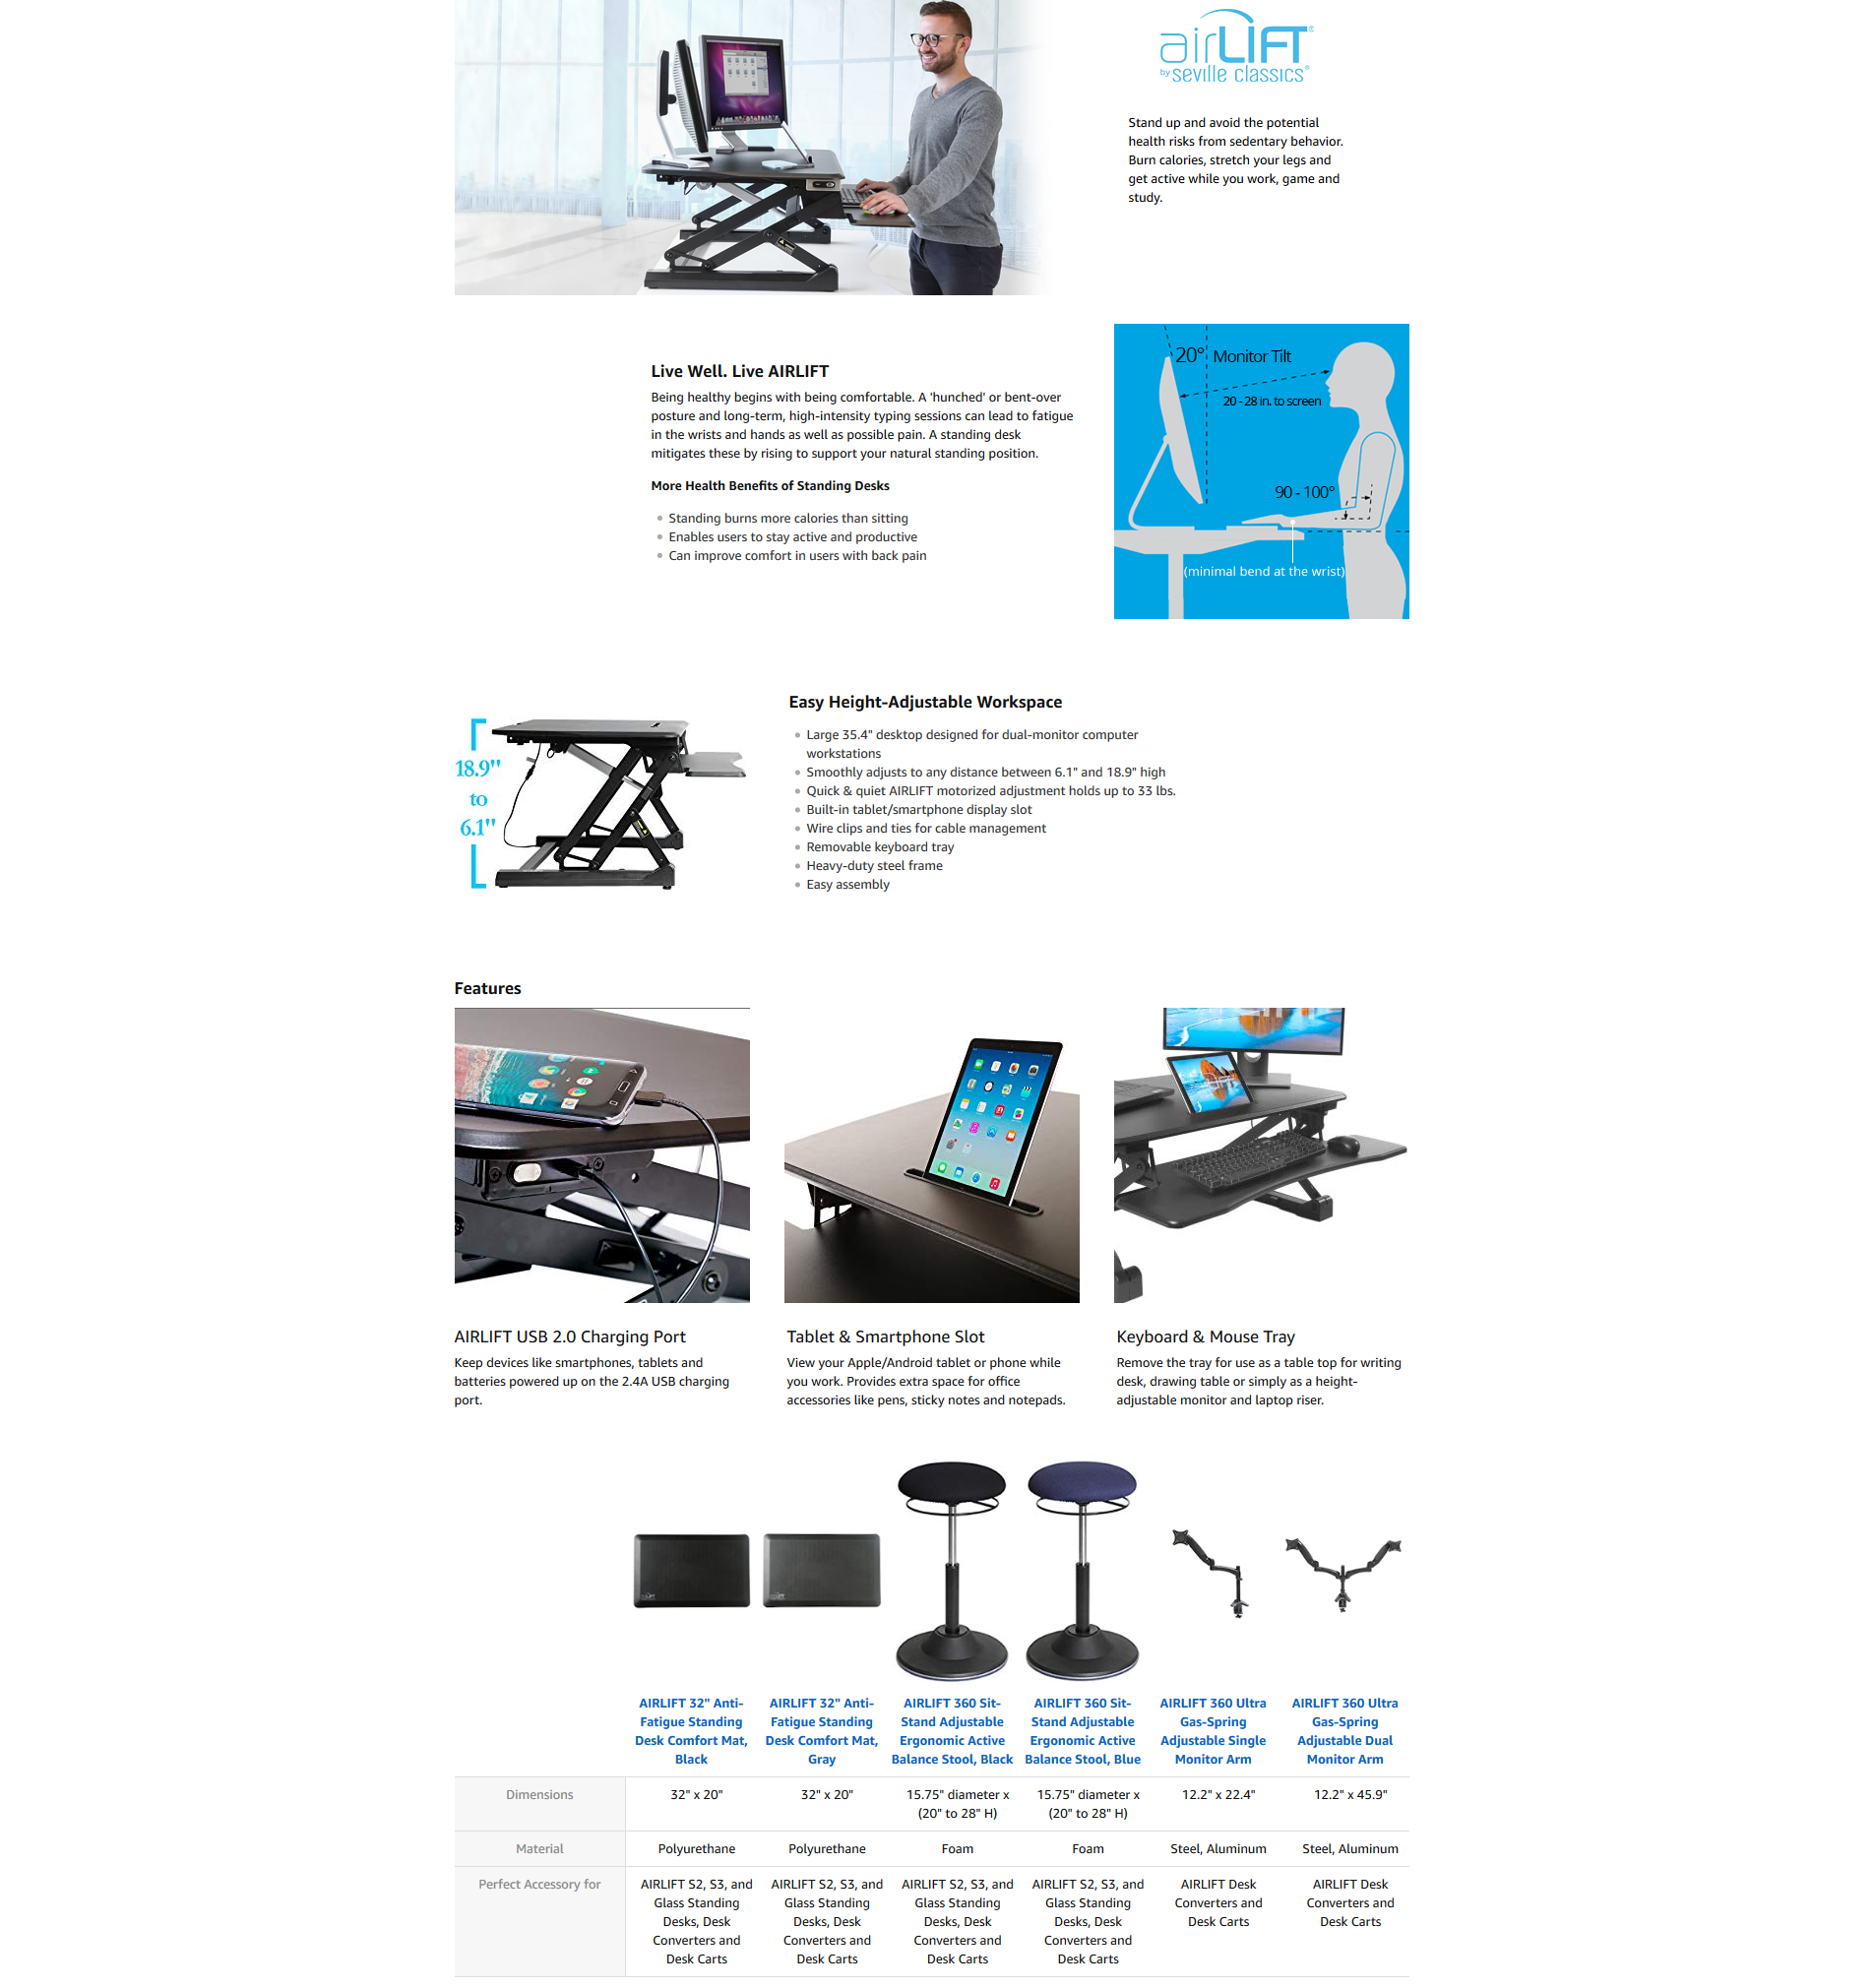 airLIFT®
by seville classics®
Stand up and avoid the potential
health risks from sedentary behavior.
Burn calories, stretch your legs and
get active while you work, game and
study.
Live Well. Live AIRLIFT
Being healthy begins with being comfortable. A 'hunched' or bent-over
posture and long-term, high-intensity typing sessions can lead to fatigue
in the wrists and hands as well as possible pain. A standing desk
mitigates these by rising to support your natural standing position.
More Health Benefits of Standing Desks
Standing burns more calories than sitting
Enables users to stay active and productive
Can improve comfort in users with back pain
20° Monitor Tilt
20 - 28 in. to screen
90 - 100°
(minimal bend at the wrist)
18.9"
to
6.1"
Easy Height-Adjustable Workspace
Large 35.4" desktop designed for dual-monitor computer
workstations
Smoothly adjusts to any distance between 6.1" and 18.9" high
Quick & quiet AIRLIFT motorized adjustment holds up to 33 lbs.
Built-in tablet/smartphone display slot
Wire clips and ties for cable management
Removable keyboard tray
Heavy-duty steel frame
Easy assembly
Features
AIRLIFT USB 2.0 Charging Port
Keep devices like smartphones, tablets and
batteries powered up on the 2.4A USB charging
port.
Tablet & Smartphone Slot
View your Apple/Android tablet or phone while
you work. Provides extra space for office
accessories like pens, sticky notes and notepads.
Keyboard & Mouse Tray
Remove the tray for use as a table top for writing
desk, drawing table or simply as a height-
adjustable monitor and laptop riser.
AIRLIFT 32" Anti-
Fatigue Standing
Desk Comfort Mat,
Black
AIRLIFT 32" Anti-
Fatigue Standing
Desk Comfort Mat,
Gray
AIRLIFT 360 Sit-
Stand Adjustable
Ergonomic Active
Balance Stool, Black
AIRLIFT 360 Sit-
Stand Adjustable
Ergonomic Active
Balance Stool, Blue
AIRLIFT 360 Ultra
Gas-Spring
Adjustable Single
Monitor Arm
AIRLIFT 360 Ultra
Gas-Spring
Adjustable Dual
Monitor Arm
Dimensions
32" x 20"
32" x 20"
15.75" diameter x
(20" to 28" H)
15.75" diameter x
(20" to 28" H)
12.2" x 22.4"
12.2" x 45.9"
Material
Polyurethane
Polyurethane
Foam
Foam
Steel, Aluminum
Steel, Aluminum
Perfect Accessory for
AIRLIFT S2, S3, and
Glass Standing
Desks, Desk
Converters and
Desk Carts
AIRLIFT S2, S3, and
Glass Standing
Desks, Desk
Converters and
Desk Carts
AIRLIFT S2, S3, and
Glass Standing
Desks, Desk
Converters and
Desk Carts
AIRLIFT S2, S3, and
Glass Standing
Desks, Desk
Converters and
Desk Carts
AIRLIFT Desk
Converters and
Desk Carts
AIRLIFT Desk
Converters and
Desk Carts